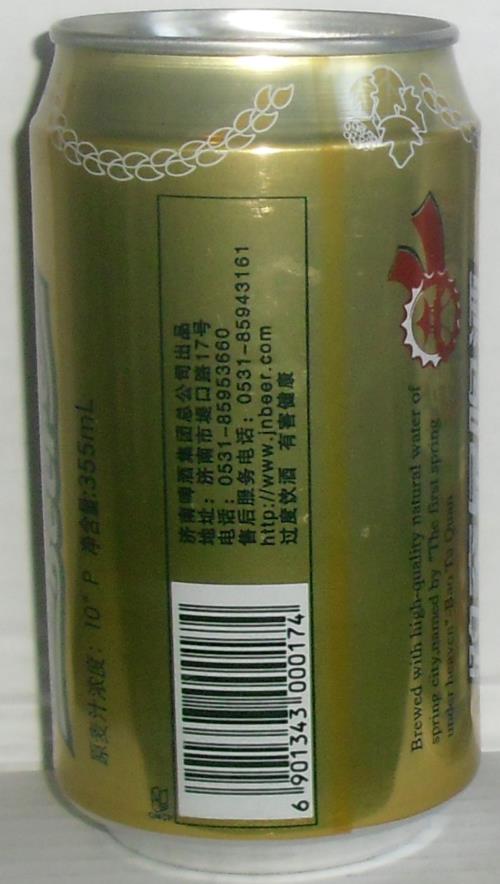 原麦汁浓度：10°P 净含量:355mL
济南啤酒集团总公司出品
地址：济南市堤口路17号
电话：0531-85953660
售后服务电话：0531-85943161
http://www.jnbeer.com
过度饮酒 有害健康
6 901343 000174
Brewed with high-quality natural water of
spring city,named by "The first spring
under heaven"-Bao Tu Quan